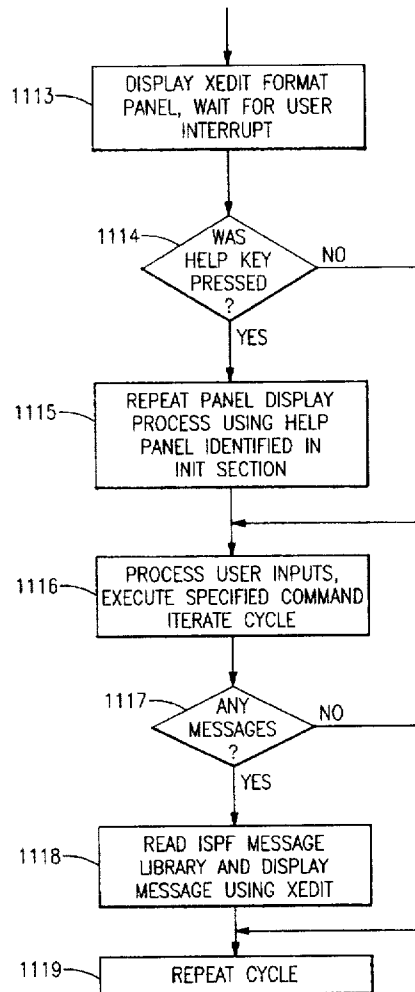 1113
DISPLAY XEDIT FORMAT
PANEL, WAIT FOR USER
INTERRUPT
1114
WAS
HELP KEY
PRESSED
?
NO
YES
1115
REPEAT PANEL DISPLAY
PROCESS USING HELP
PANEL IDENTIFIED IN
INIT SECTION
1116
PROCESS USER INPUTS,
EXECUTE SPECIFIED COMMAND
ITERATE CYCLE
1117
ANY
MESSAGES
?
NO
YES
1118
READ ISPF MESSAGE
LIBRARY AND DISPLAY
MESSAGE USING XEDIT
1119
REPEAT CYCLE